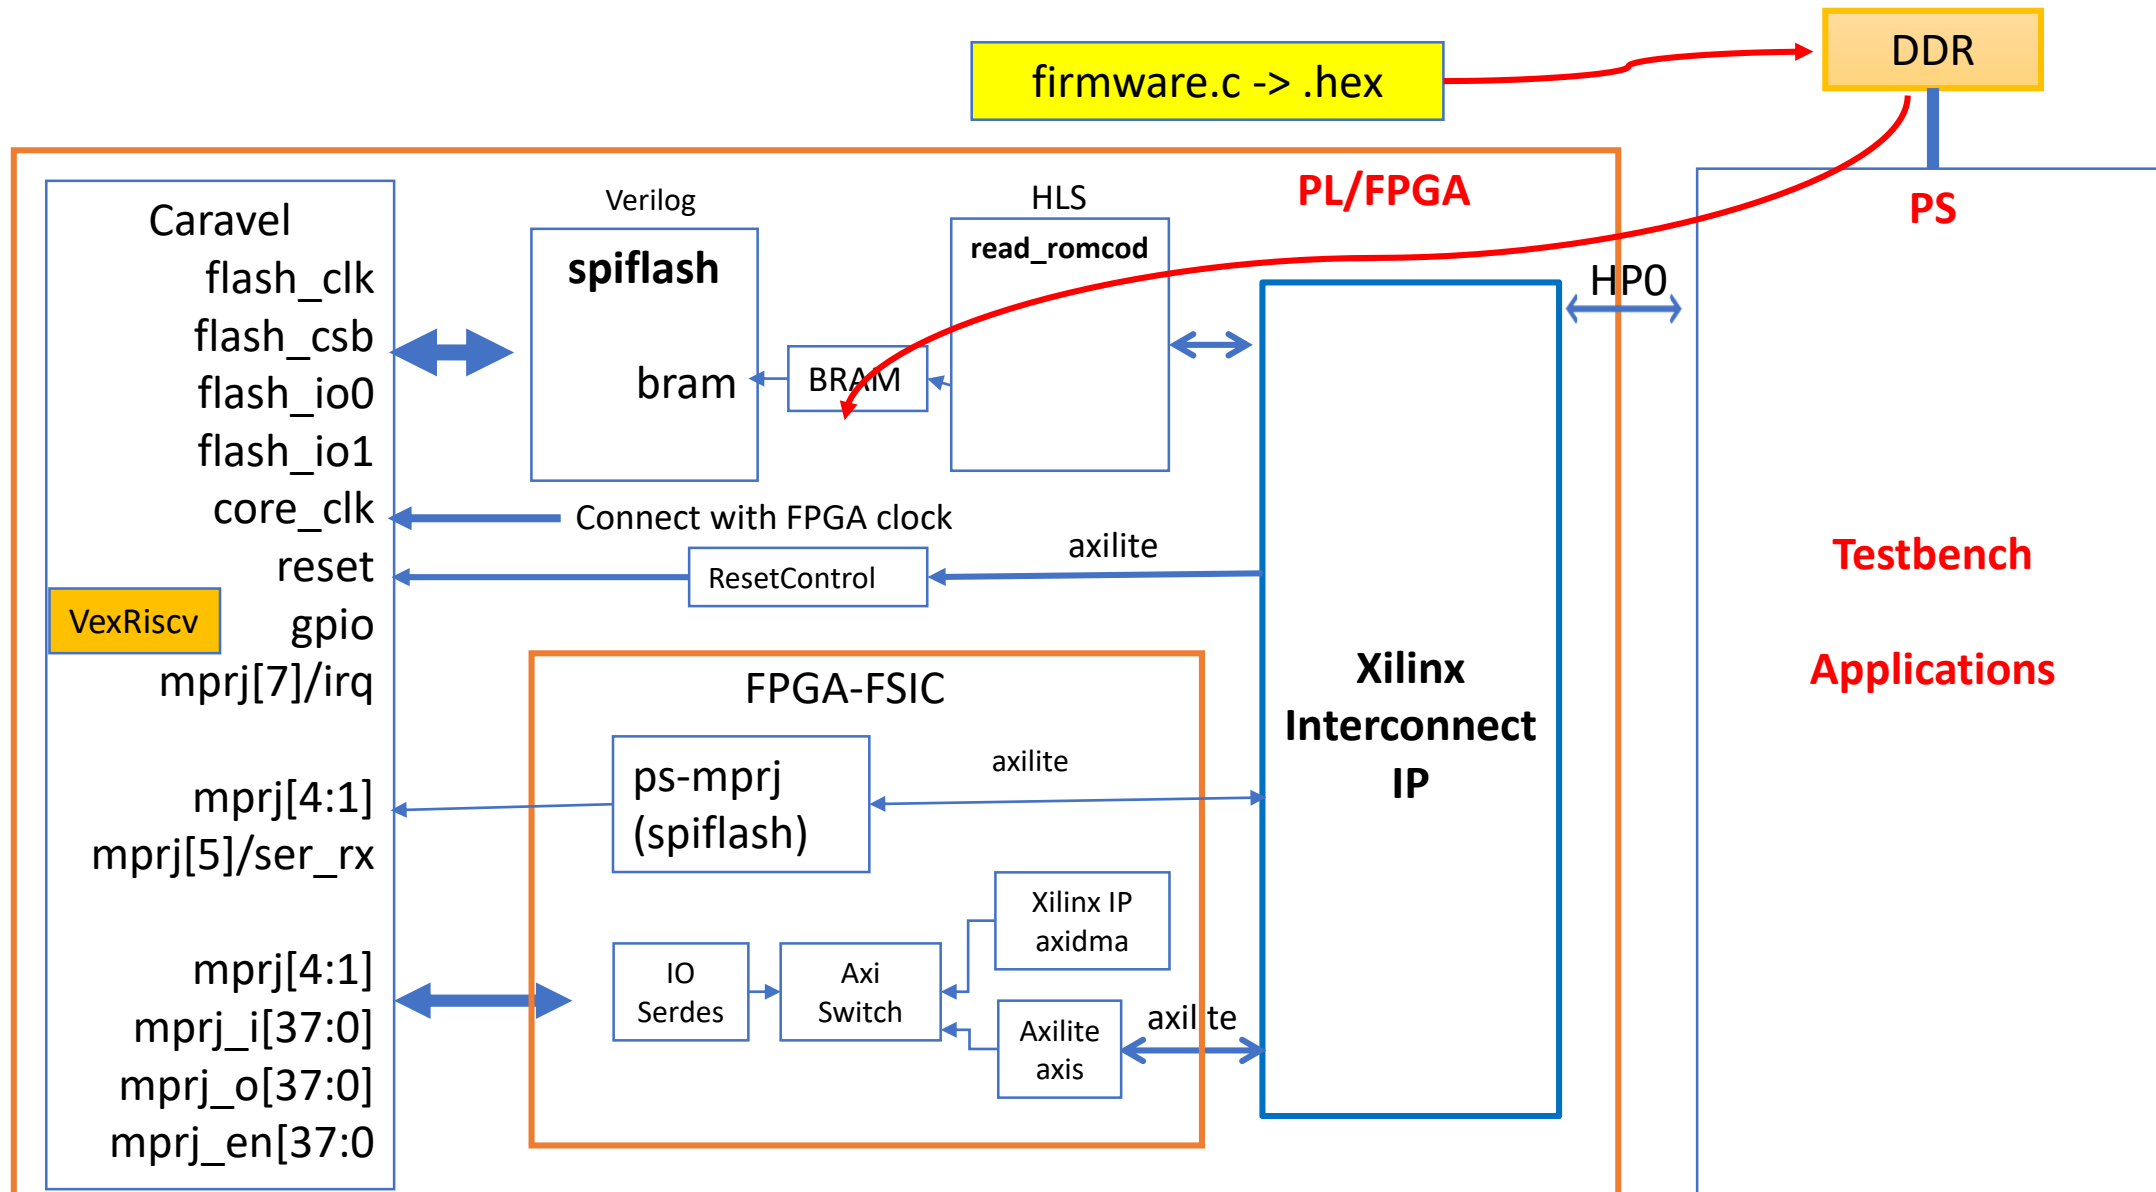 firmware.c -> .hex
DDR
PL/FPGA
PS
Caravel
flash_clk
flash_csb
flash_io0
flash_io1
core_clk
reset
gpio
mprj[7]/irq
mprj[4:1]
mprj[5]/ser_rx
mprj[4:1]
mprj_i[37:0]
mprj_o[37:0]
mprj_en[37:0
VexRiscv
Verilog
spiflash
bram
BRAM
HLS
read_romcod
HP0
Connect with FPGA clock
ResetControl
axilite
FPGA-FSIC
ps-mprj
(spiflash)
axilite
IO
Serdes
Axi
Switch
Xilinx IP
axidma
Axilite
axis
axilite
Xilinx
Interconnect
IP
Testbench
Applications